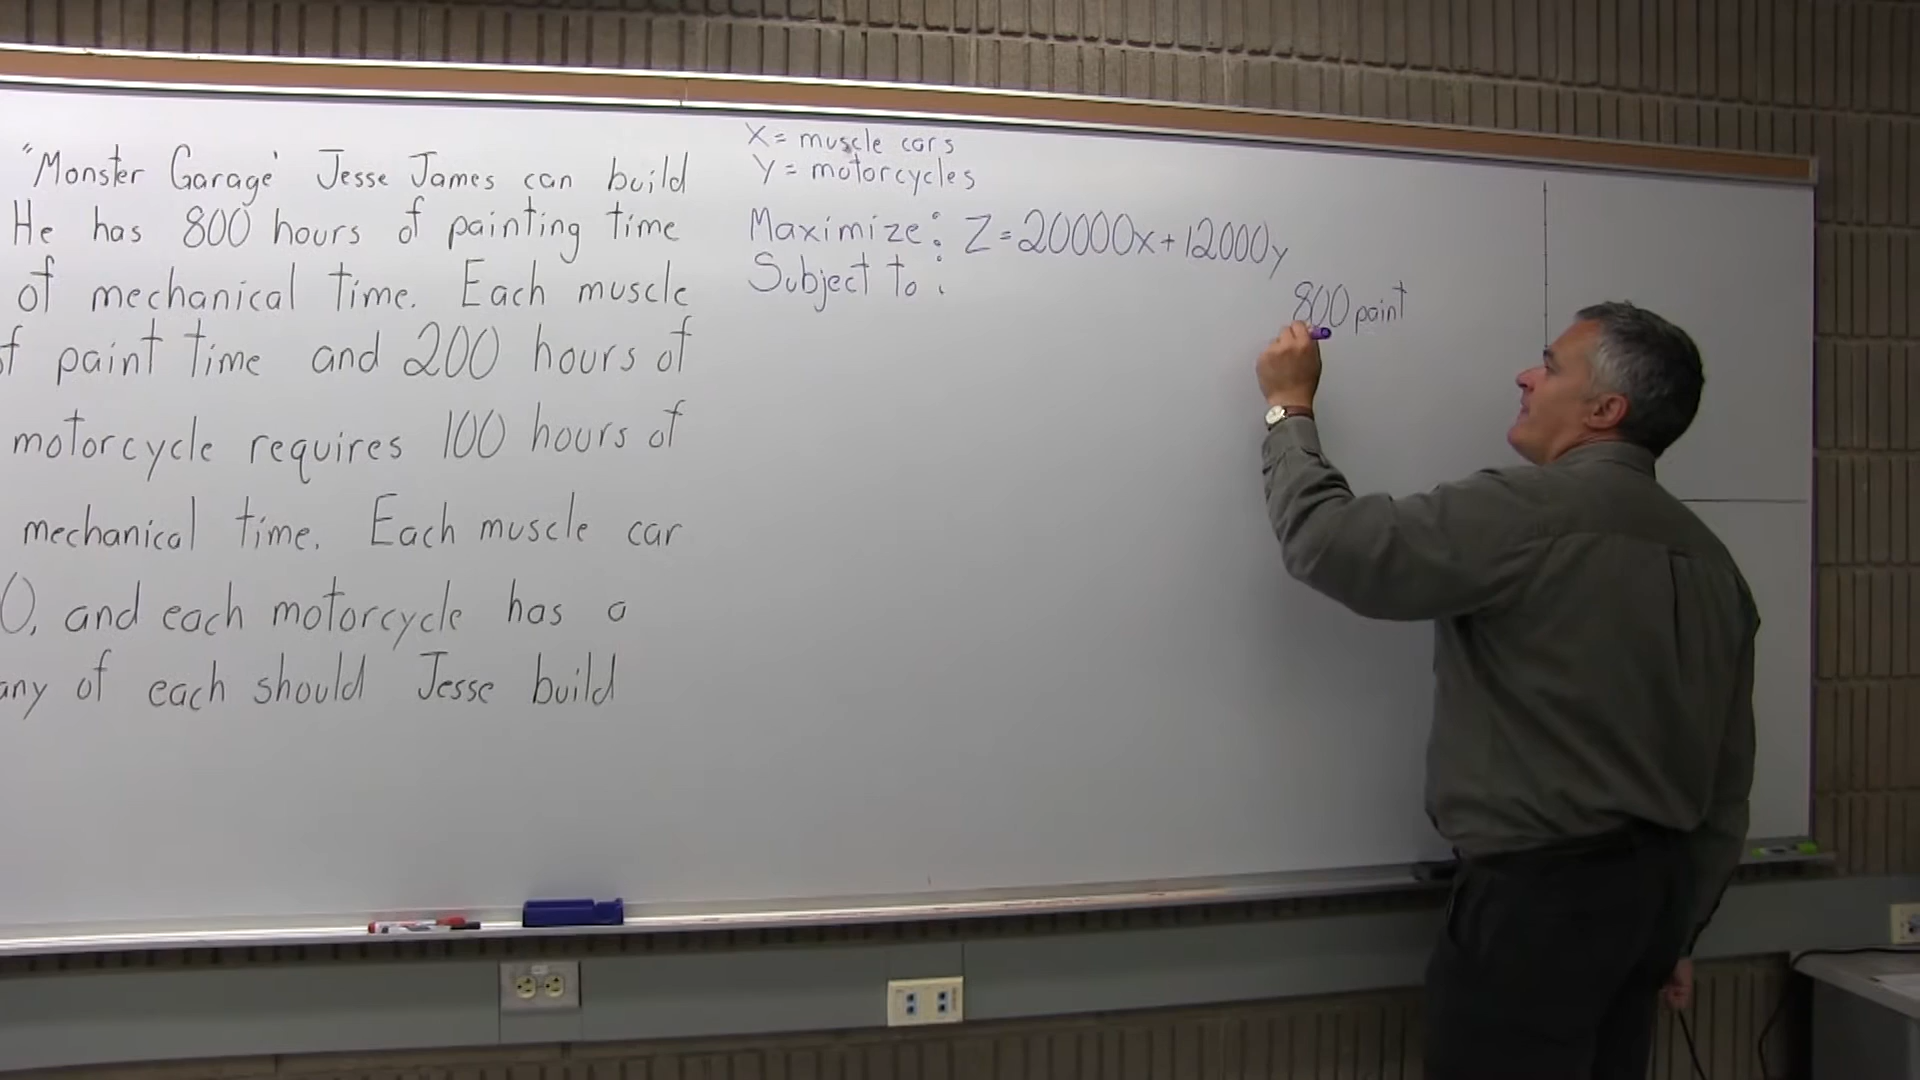 "Monster Garage" Jesse James can build
He has 800 hours of painting time
of mechanical time. Each muscle
of paint time and 200 hours of
motorcycle requires 100 hours of
mechanical time. Each muscle car
0, and each motorcycle has a
any of each should Jesse build
X = muscle cars
Y = motorcycles
Maximize: Z = 20000x + 12000y
Subject to:
800 paint